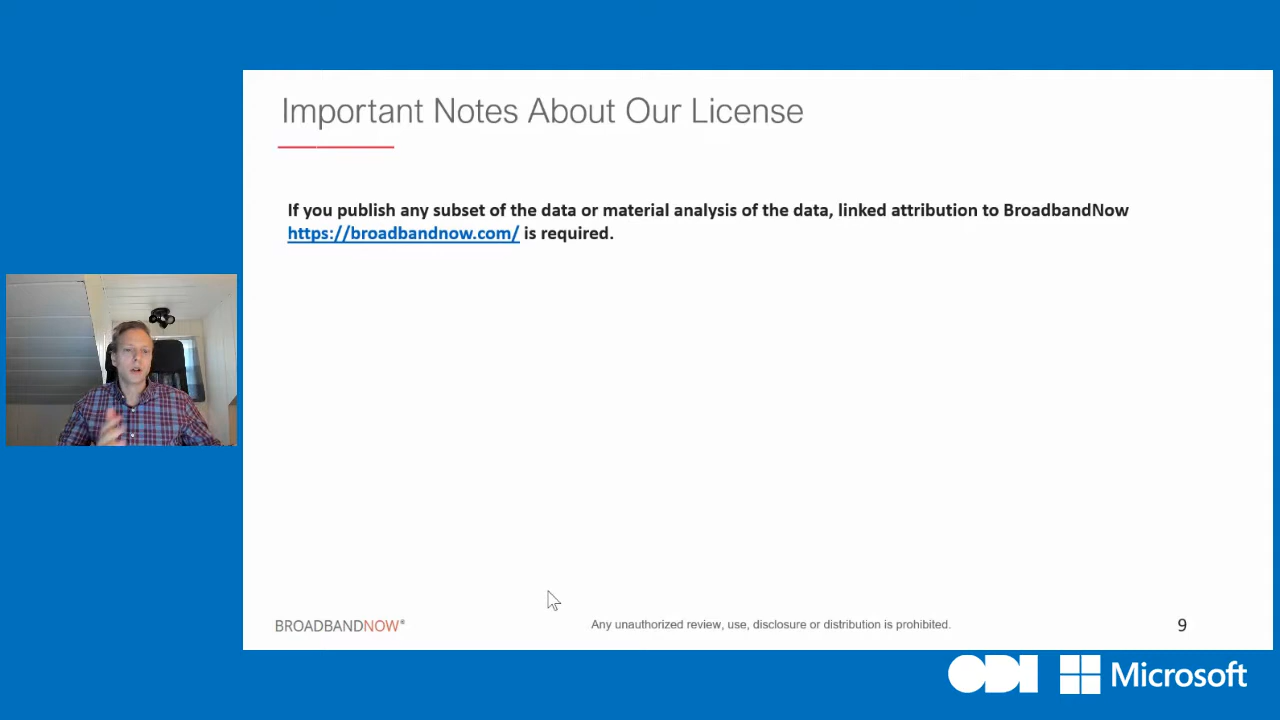 Important Notes About Our License
If you publish any subset of the data or material analysis of the data, linked attribution to BroadbandNow
https://broadbandnow.com/ is required.
BROADBANDNOW®
Any unauthorized review, use, disclosure or distribution is prohibited.
9
ODI
Microsoft